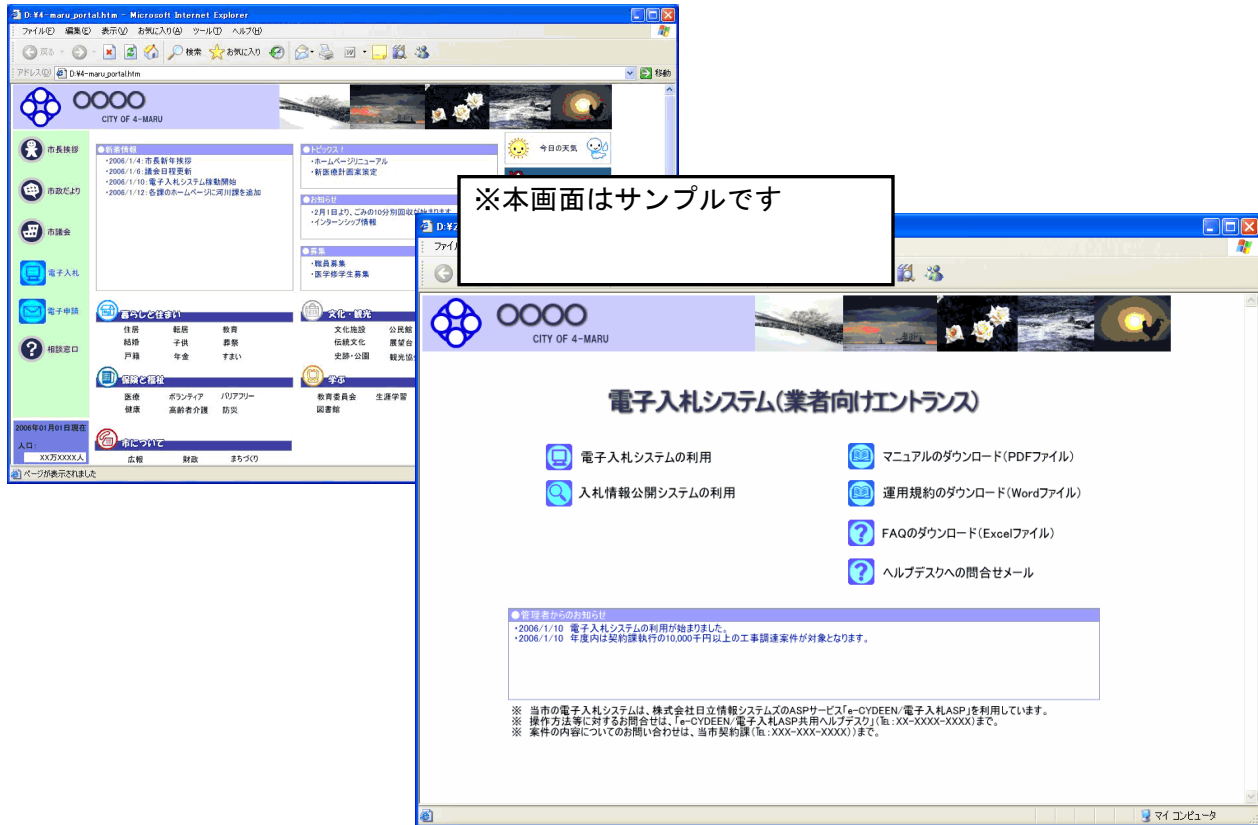 D:¥4-maru_portal.htm - Microsoft Internet Explorer
ファイル(F) 編集(E) 表示(V) お気に入り(A) ツール(T) ヘルプ(H)
戻る 検索 お気に入り
アドレス(D) D:¥4-maru_portal.htm 移動
OOOO
CITY OF 4-MARU
市長挨拶
市政だより
市議会
電子入札
電子申請
相談窓口
2006年01月01日現在
人口:
XX万XXXX人
●新着情報
・2006/1/4:市長新年挨拶
・2006/1/6:議会日程更新
・2006/1/10:電子入札システム稼動開始
・2006/1/12:各課のホームページに河川課を追加
●トピックス!
・ホームページリニューアル
・新医療計画案策定
●お知らせ
・2月1日より、ごみの10分別回収が始まります
・インターンシップ情報
●募集
・職員募集
・医学修学生募集
今日の天気
暮らしと住まい
住居 転居 教育
結婚 子供 葬祭
戸籍 年金 すまい
文化・観光
文化施設 公民館
伝統文化 展望台
史跡・公園 観光協
保険と福祉
医療 ボランティア バリアフリー
健康 高齢者介護 防災
学ぶ
教育委員会 生涯学習
図書館
市について
広報 財政 まちづくり
ページが表示されました
※本画面はサンプルです
D:¥2
ファイル
OOOO
CITY OF 4-MARU
電子入札システム(業者向けエントランス)
電子入札システムの利用
入札情報公開システムの利用
マニュアルのダウンロード(PDFファイル)
運用規約のダウンロード(Wordファイル)
FAQのダウンロード(Excelファイル)
ヘルプデスクへの問合せメール
●管理者からのお知らせ
・2006/1/10 電子入札システムの利用が始まりました。
・2006/1/10 年度内は契約課執行の10,000千円以上の工事調達案件が対象となります。
※ 当市の電子入札システムは、株式会社日立情報システムズのASPサービス「e-CYDEEN/電子入札ASP」を利用しています。
※ 操作方法等に対するお問合せは、「e-CYDEEN/電子入札ASP共用ヘルプデスク」(℡:XX-XXXX-XXXX)まで。
※ 案件の内容についてのお問い合わせは、当市契約課(℡:XXX-XXX-XXXX))まで。
マイ コンピュータ